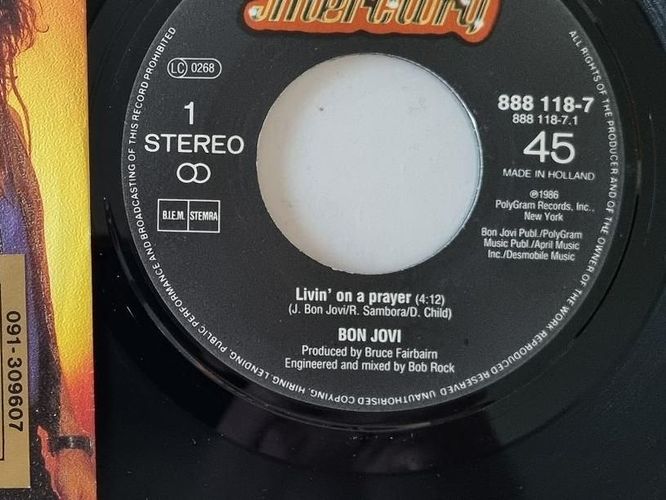 Mercury
LC 0268
1
STEREO
B.I.E.M. STEMRA
888 118-7
888 118-7.1
45
MADE IN HOLLAND
℗1986
PolyGram Records, Inc.,
New York
Bon Jovi Publ./PolyGram
Music Publ./April Music
Inc./Desmobile Music
Livin' on a prayer (4:12)
(J. Bon Jovi/R. Sambora/D. Child)
BON JOVI
Produced by Bruce Fairbairn
Engineered and mixed by Bob Rock
ALL RIGHTS OF THE PRODUCER AND OF THE OWNER OF THE WORK REPRODUCED RESERVED. UNAUTHORISED COPYING, HIRING, LENDING, PUBLIC PERFORMANCE AND BROADCASTING OF THIS RECORD PROHIBITED
091-309607